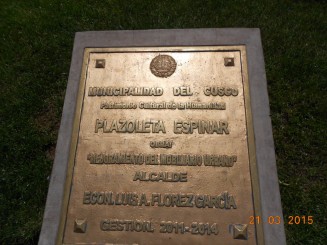 MUNICIPALIDAD DEL CUSCO
Patrimonio Cultural de la Humanidad
PLAZOLETA ESPINAR
OBRA:
"MEJORAMIENTO DEL MOBILIARIO URBANO"
ALCALDE
ECON. LUIS A. FLOREZ GARCÍA
GESTION 2011-2014
21 03 2015